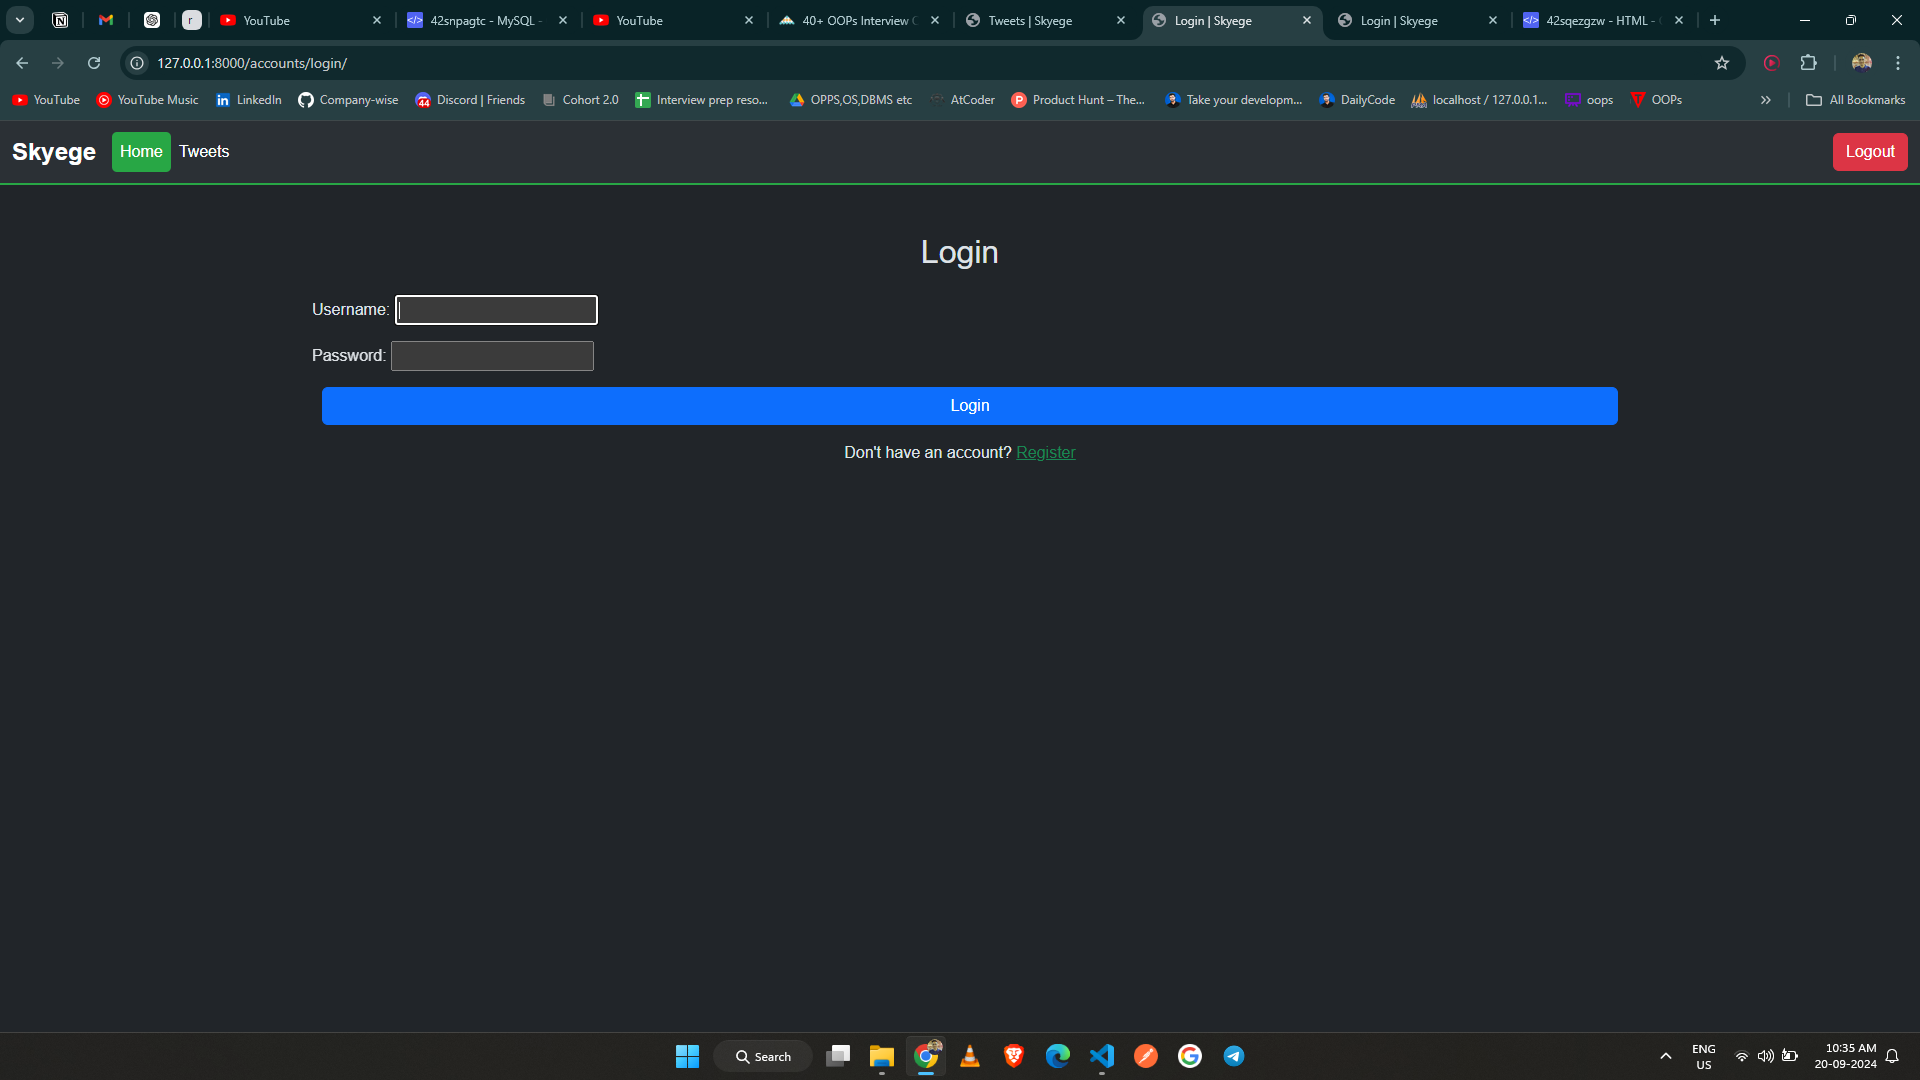 YouTube
42snpagtc - MySQL -
YouTube
40+ OOPs Interview
Tweets | Skyege
Login | Skyege
Login | Skyege
42sqezgzw - HTML -
127.0.0.1:8000/accounts/login/
YouTube
YouTube Music
LinkedIn
Company-wise
44
Discord | Friends
Cohort 2.0
Interview prep reso...
OPPS,OS,DBMS etc
AtCoder
Product Hunt – The...
Take your developm...
DailyCode
localhost / 127.0.0.1...
oops
OOPs
All Bookmarks
Skyege
Home
Tweets
Logout
Login
Username:
Password:
Login
Don't have an account? Register
Search
ENG
US
10:35 AM
20-09-2024